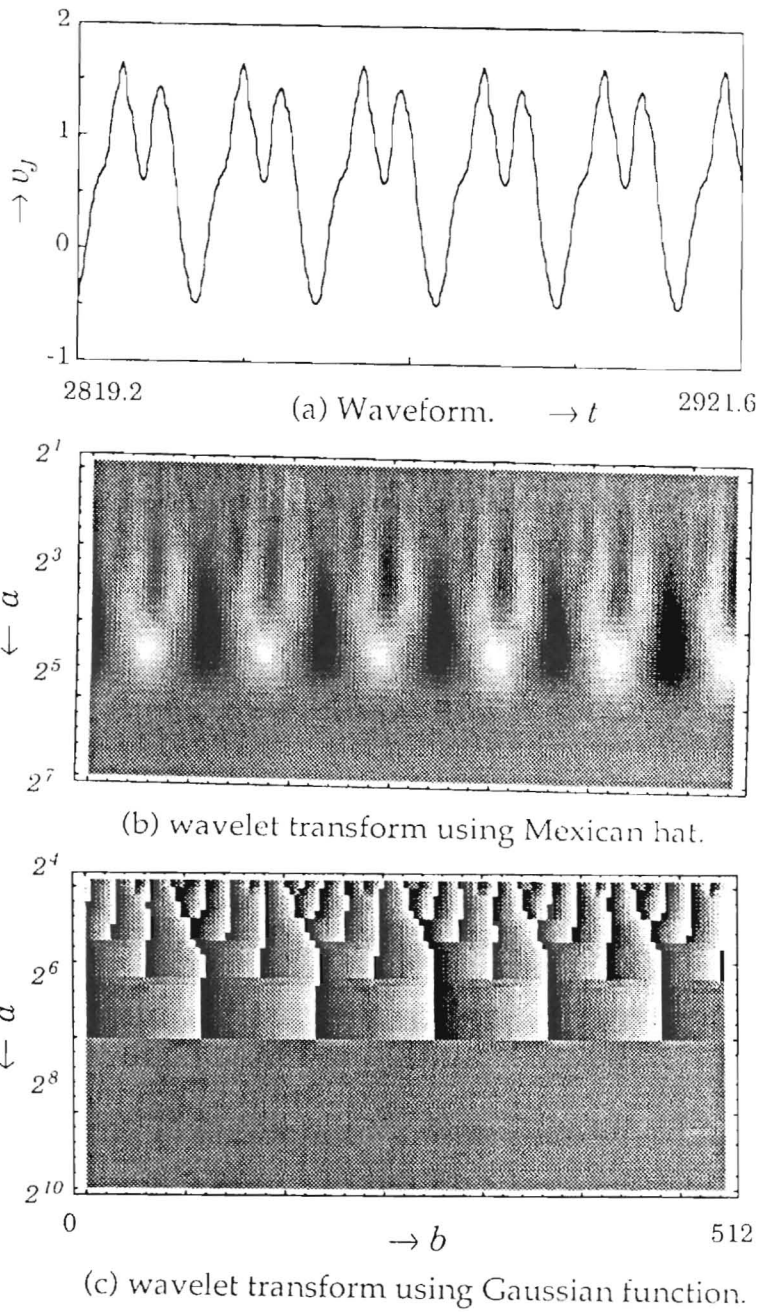 2
1
→ v_J
0
-1
2819.2
(a) Waveform. → t
2921.6
2^1
2^3
← a
2^5
2^7
(b) wavelet transform using Mexican hat.
2^4
2^6
← a
2^8
2^10
0
→ b
512
(c) wavelet transform using Gaussian function.